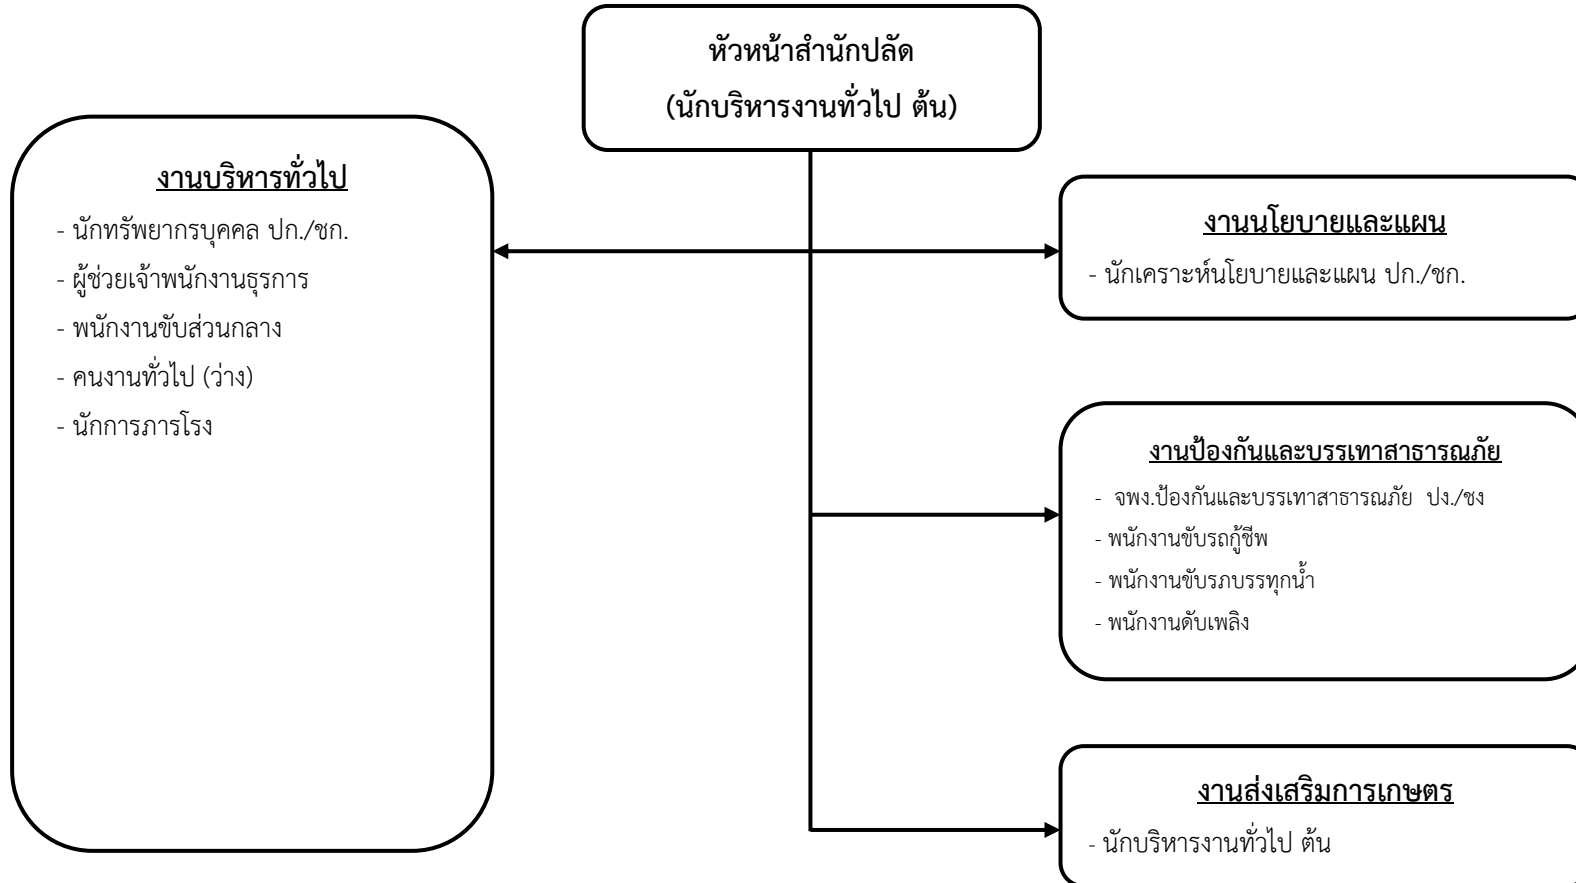 หัวหน้าสำนักปลัด
(นักบริหารงานทั่วไป ต้น)
งานบริหารทั่วไป
- นักทรัพยากรบุคคล ปก./ชก.
- ผู้ช่วยเจ้าพนักงานธุรการ
- พนักงานขับส่วนกลาง
- คนงานทั่วไป (ว่าง)
- นักการภารโรง
งานนโยบายและแผน
- นักเคราะห์นโยบายและแผน ปก./ชก.
งานป้องกันและบรรเทาสาธารณภัย
- จพง.ป้องกันและบรรเทาสาธารณภัย ปง./ชง
- พนักงานขับรถกู้ชีพ
- พนักงานขับรภบรรทุกน้ำ
- พนักงานดับเพลิง
งานส่งเสริมการเกษตร
- นักบริหารงานทั่วไป ต้น